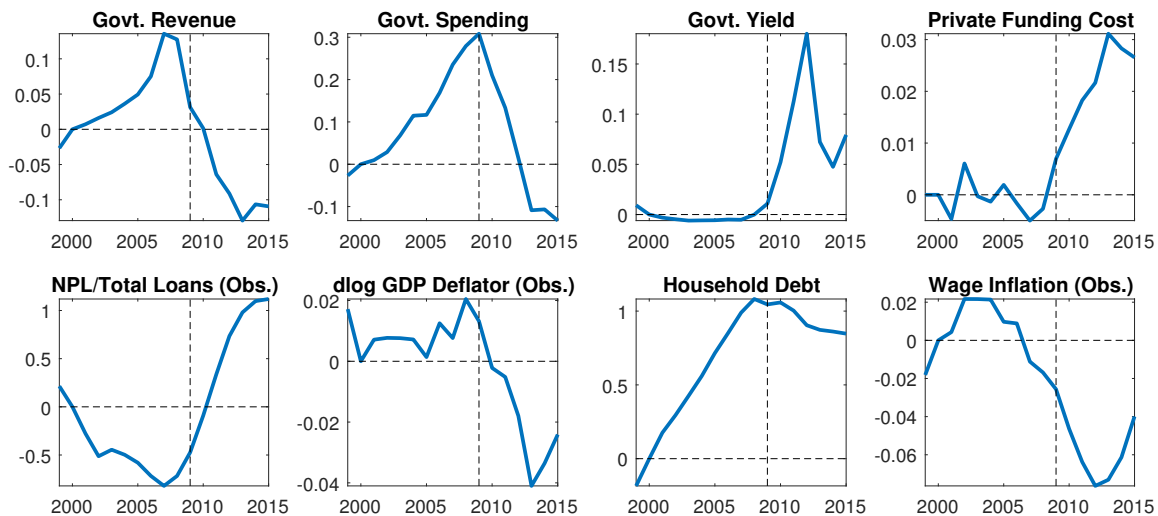 Govt. Revenue
0.1
0.05
0
-0.05
-0.1
2000 2005 2010 2015
Govt. Spending
0.3
0.2
0.1
0
-0.1
2000 2005 2010 2015
Govt. Yield
0.15
0.1
0.05
0
2000 2005 2010 2015
Private Funding Cost
0.03
0.02
0.01
0
2000 2005 2010 2015
NPL/Total Loans (Obs.)
1
0.5
0
-0.5
2000 2005 2010 2015
dlog GDP Deflator (Obs.)
0.02
0
-0.02
-0.04
2000 2005 2010 2015
Household Debt
1
0.5
0
2000 2005 2010 2015
Wage Inflation (Obs.)
0.02
0
-0.02
-0.04
-0.06
2000 2005 2010 2015